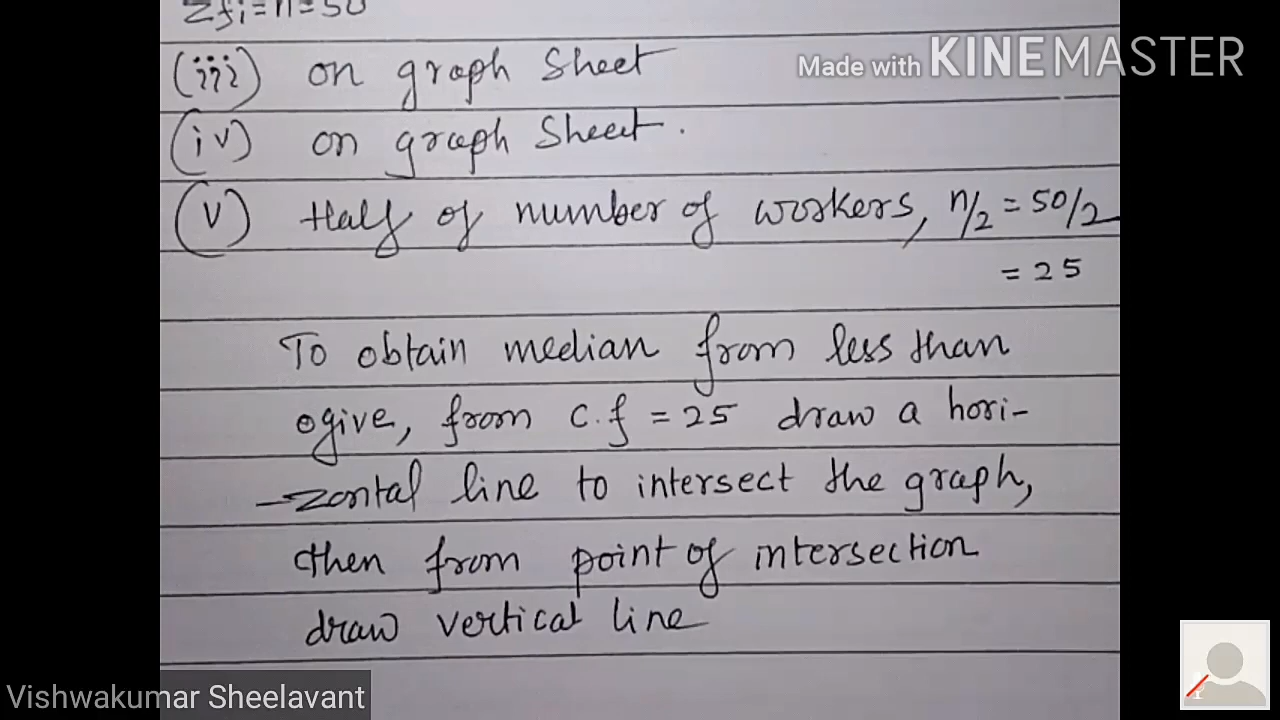 Σfi = n = 50
(iii) on graph Sheet
Made with KINEMASTER
(iv) on graph Sheet.
(v) Half of number of workers, n/2 = 50/2
= 25
To obtain median from less than
ogive, from c.f = 25 draw a hori-
-zontal line to intersect the graph,
then from point of intersection
draw vertical line
Vishwakumar Sheelavant